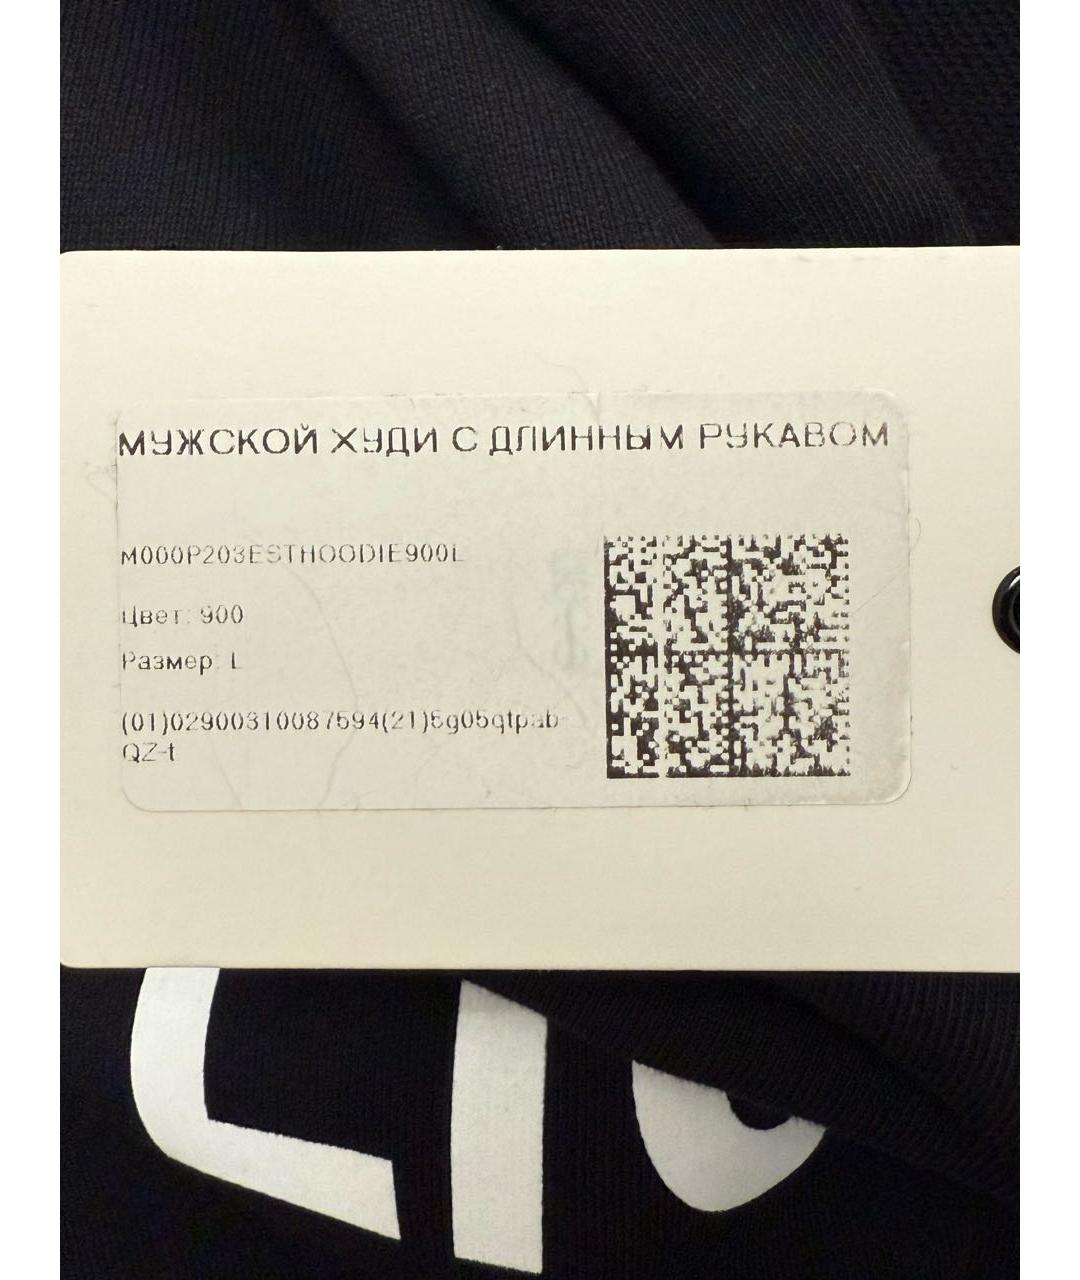 МУЖСКОЙ ХУДИ С ДЛИННЫМ РУКАВОМ
M000P203ESTHOODIE900L
Цвет: 900
Размер: L
(01)02900310087594(21)5g05qtpab-
QZ-t